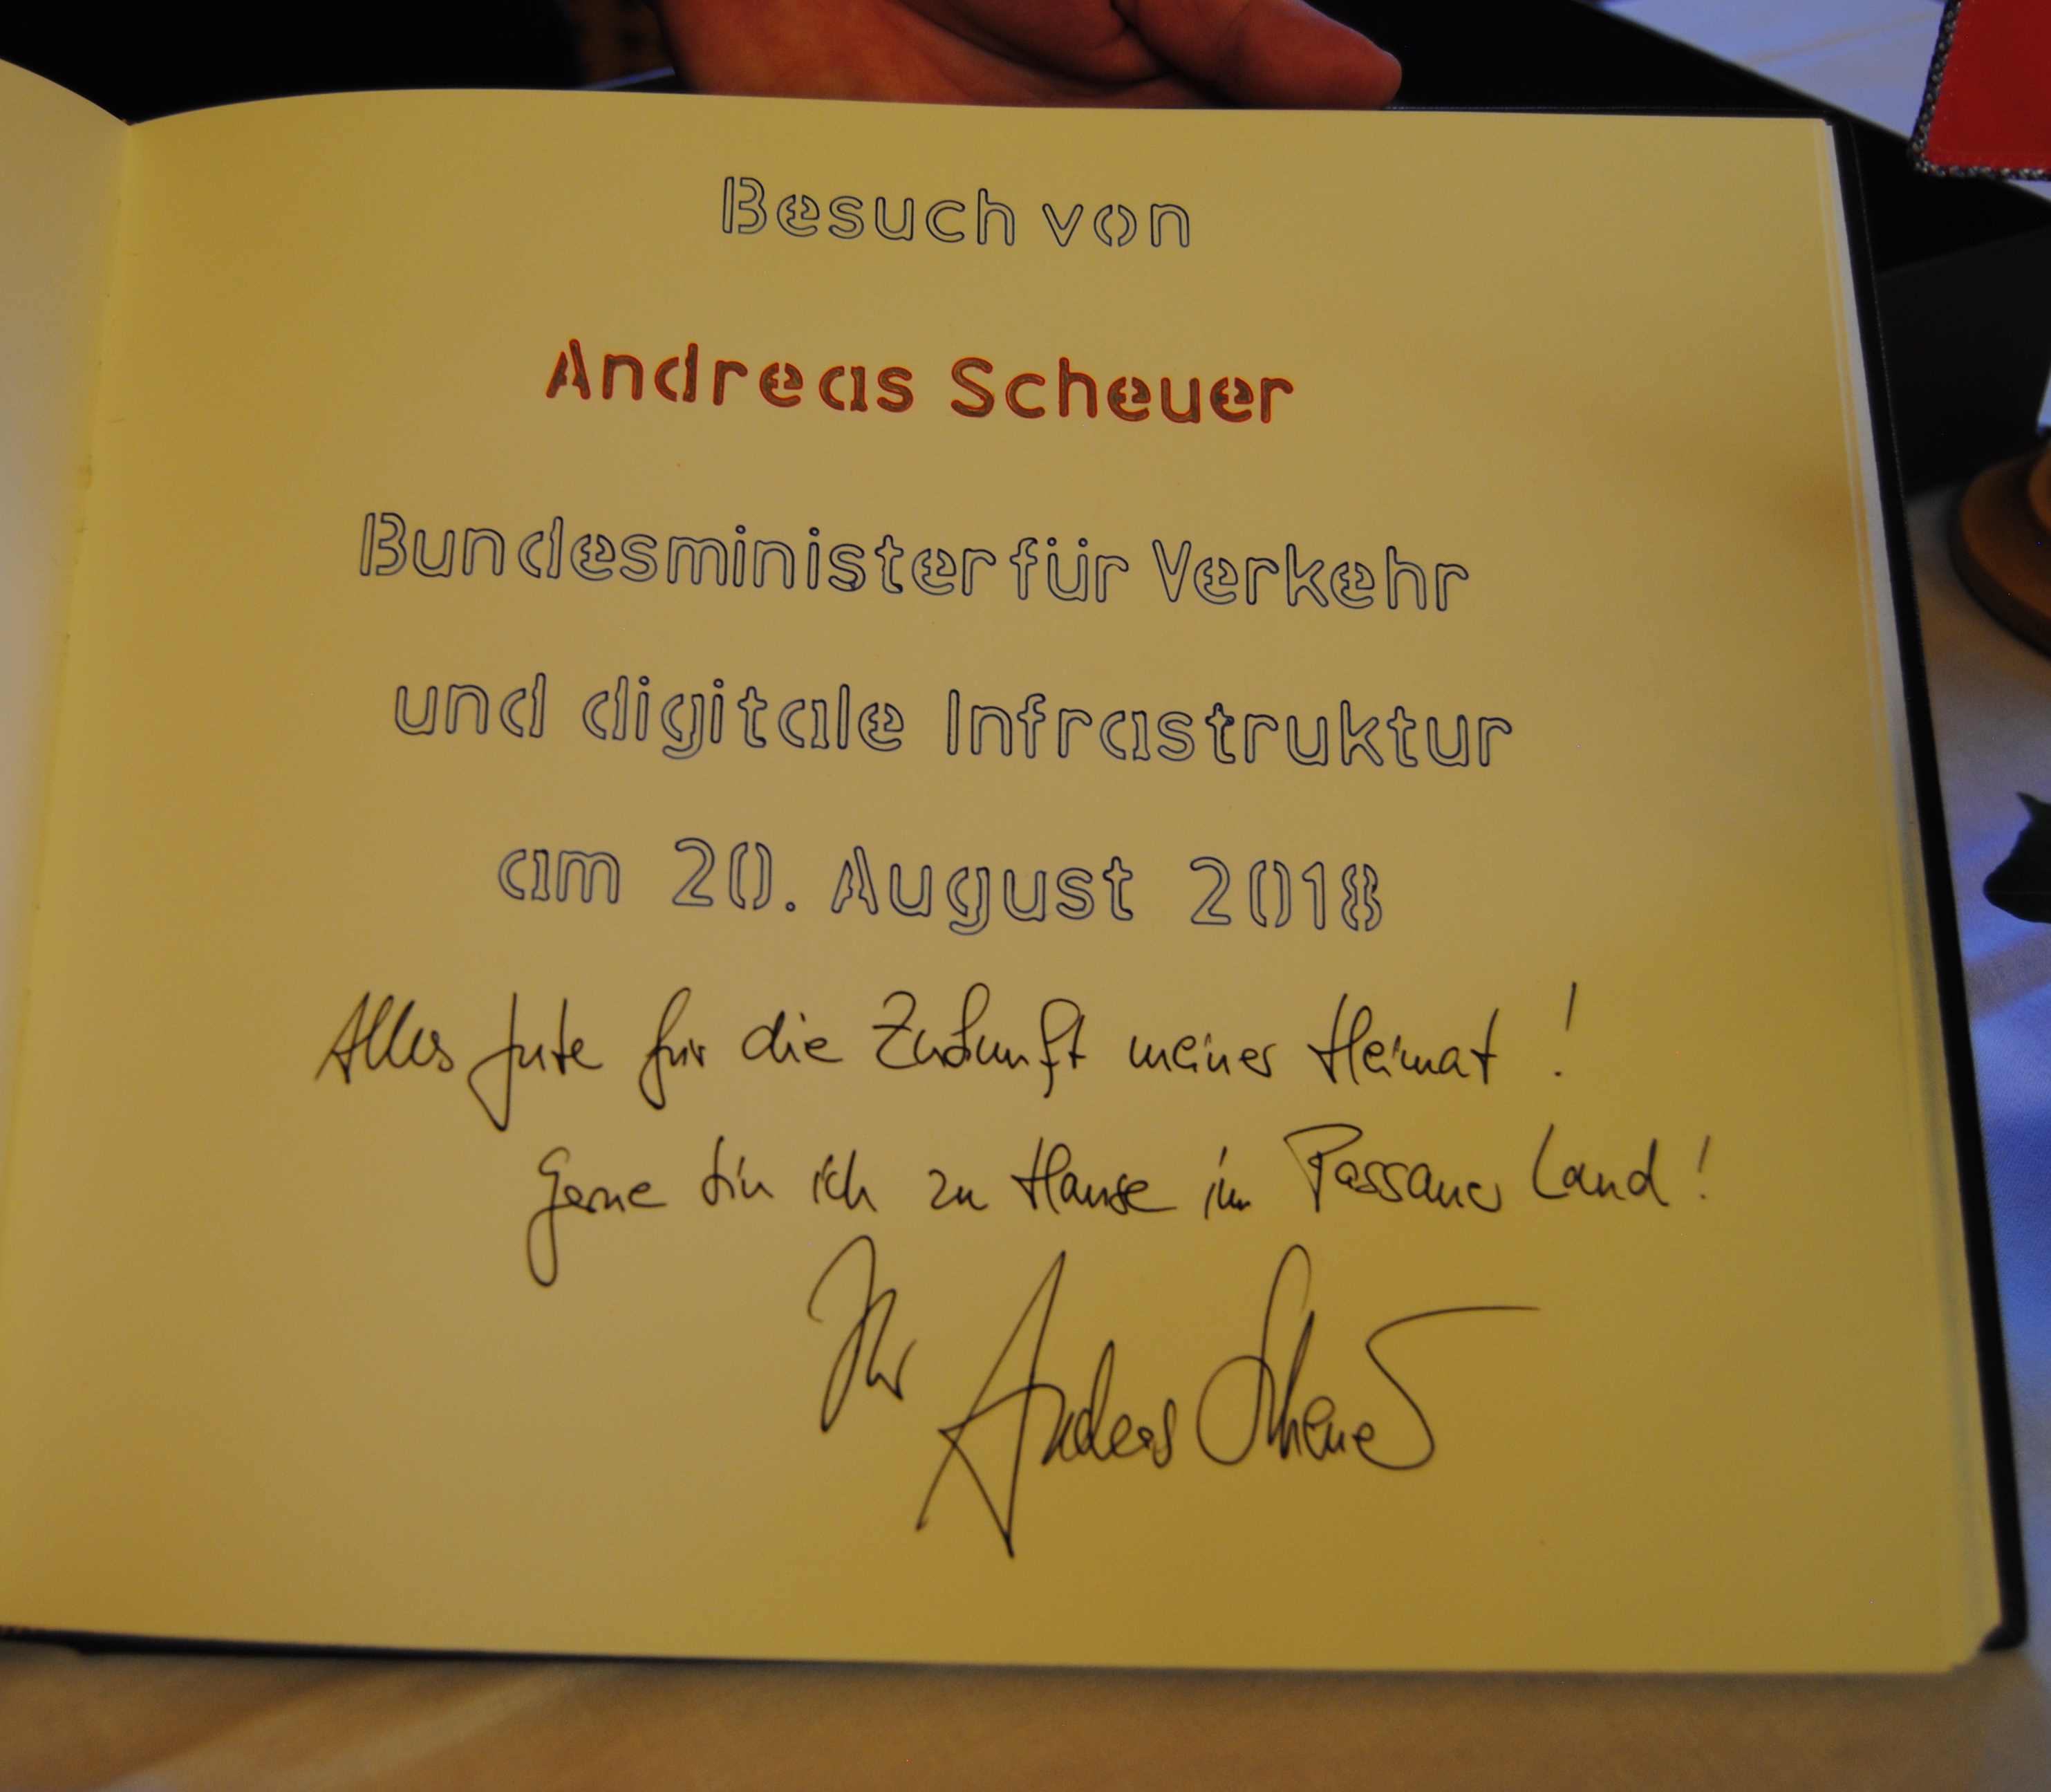 Besuch von
Andreas Scheuer
Bundesminister für Verkehr
und digitale Infrastruktur
am 20. August 2018
Alles Gute für die Zukunft meiner Heimat!
Gerne bin ich zu Hause im Passauer Land!
Ihr Andreas Scheuer